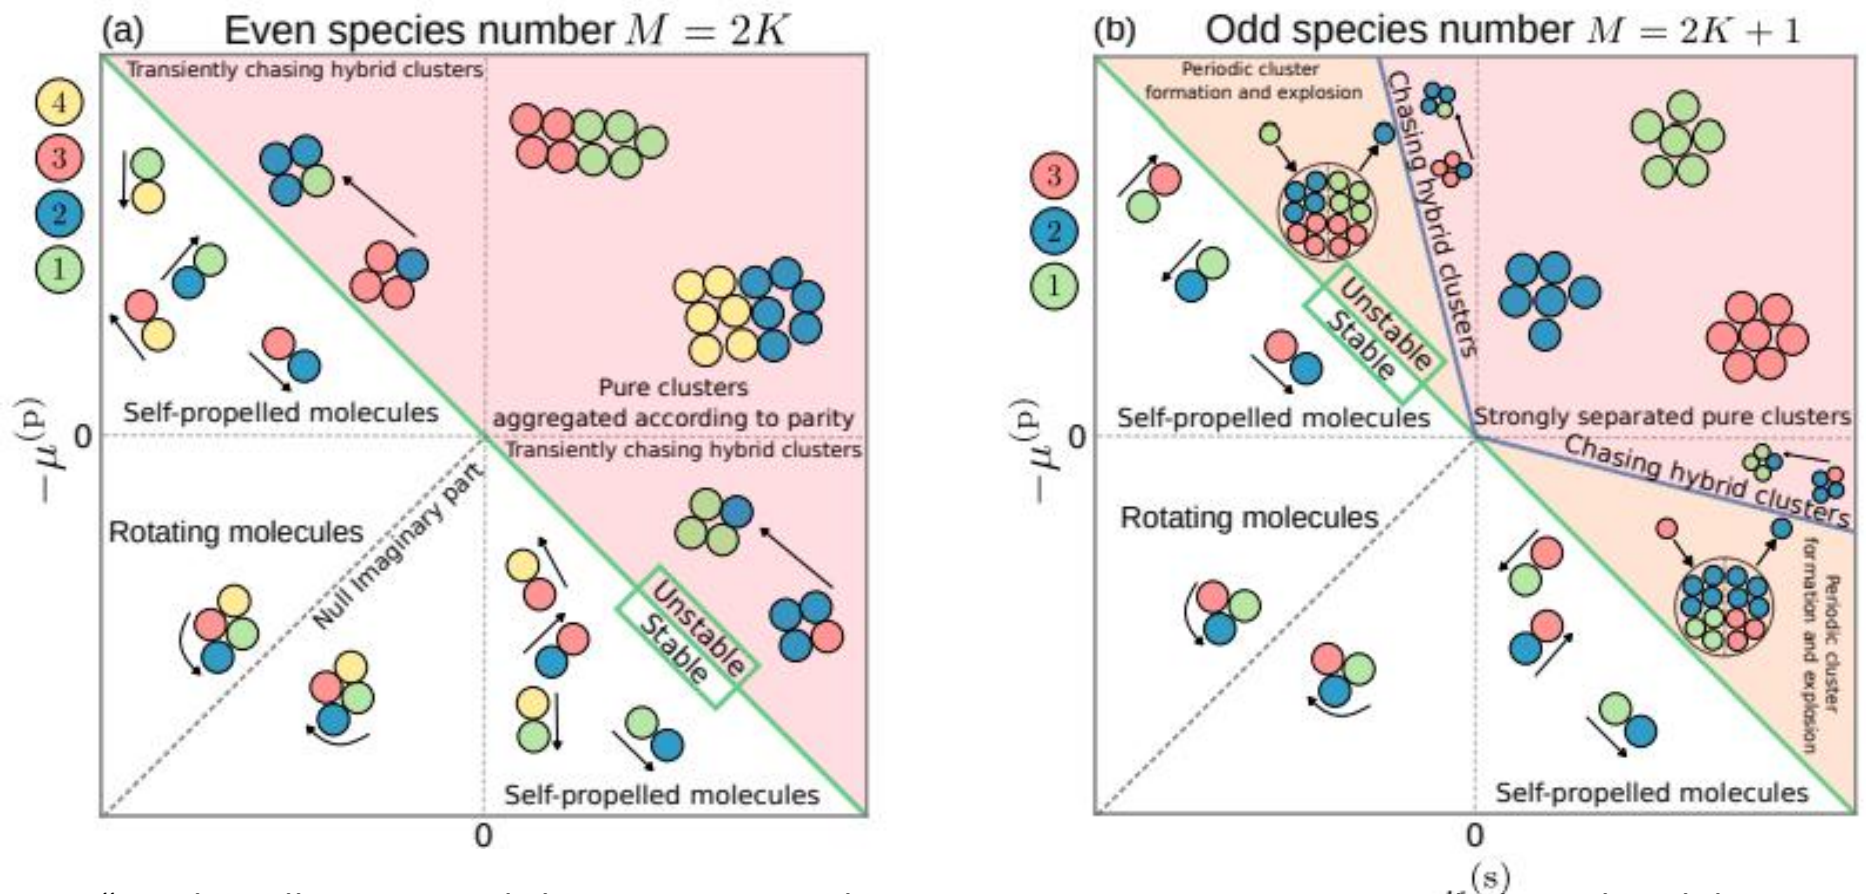 (a) Even species number M = 2K
Transiently chasing hybrid clusters
4
3
2
1
Self-propelled molecules
Pure clusters
aggregated according to parity
Transiently chasing hybrid clusters
−μ(p)
0
Rotating molecules
Null Imaginary part
Unstable
Stable
Self-propelled molecules
0
(b) Odd species number M = 2K + 1
Periodic cluster
formation and explosion
Chasing hybrid clusters
3
2
1
Unstable
Stable
Self-propelled molecules
Strongly separated pure clusters
−μ(p)
0
Chasing hybrid clusters
Rotating molecules
Periodic cluster
formation and explosion
Self-propelled molecules
0
(s)